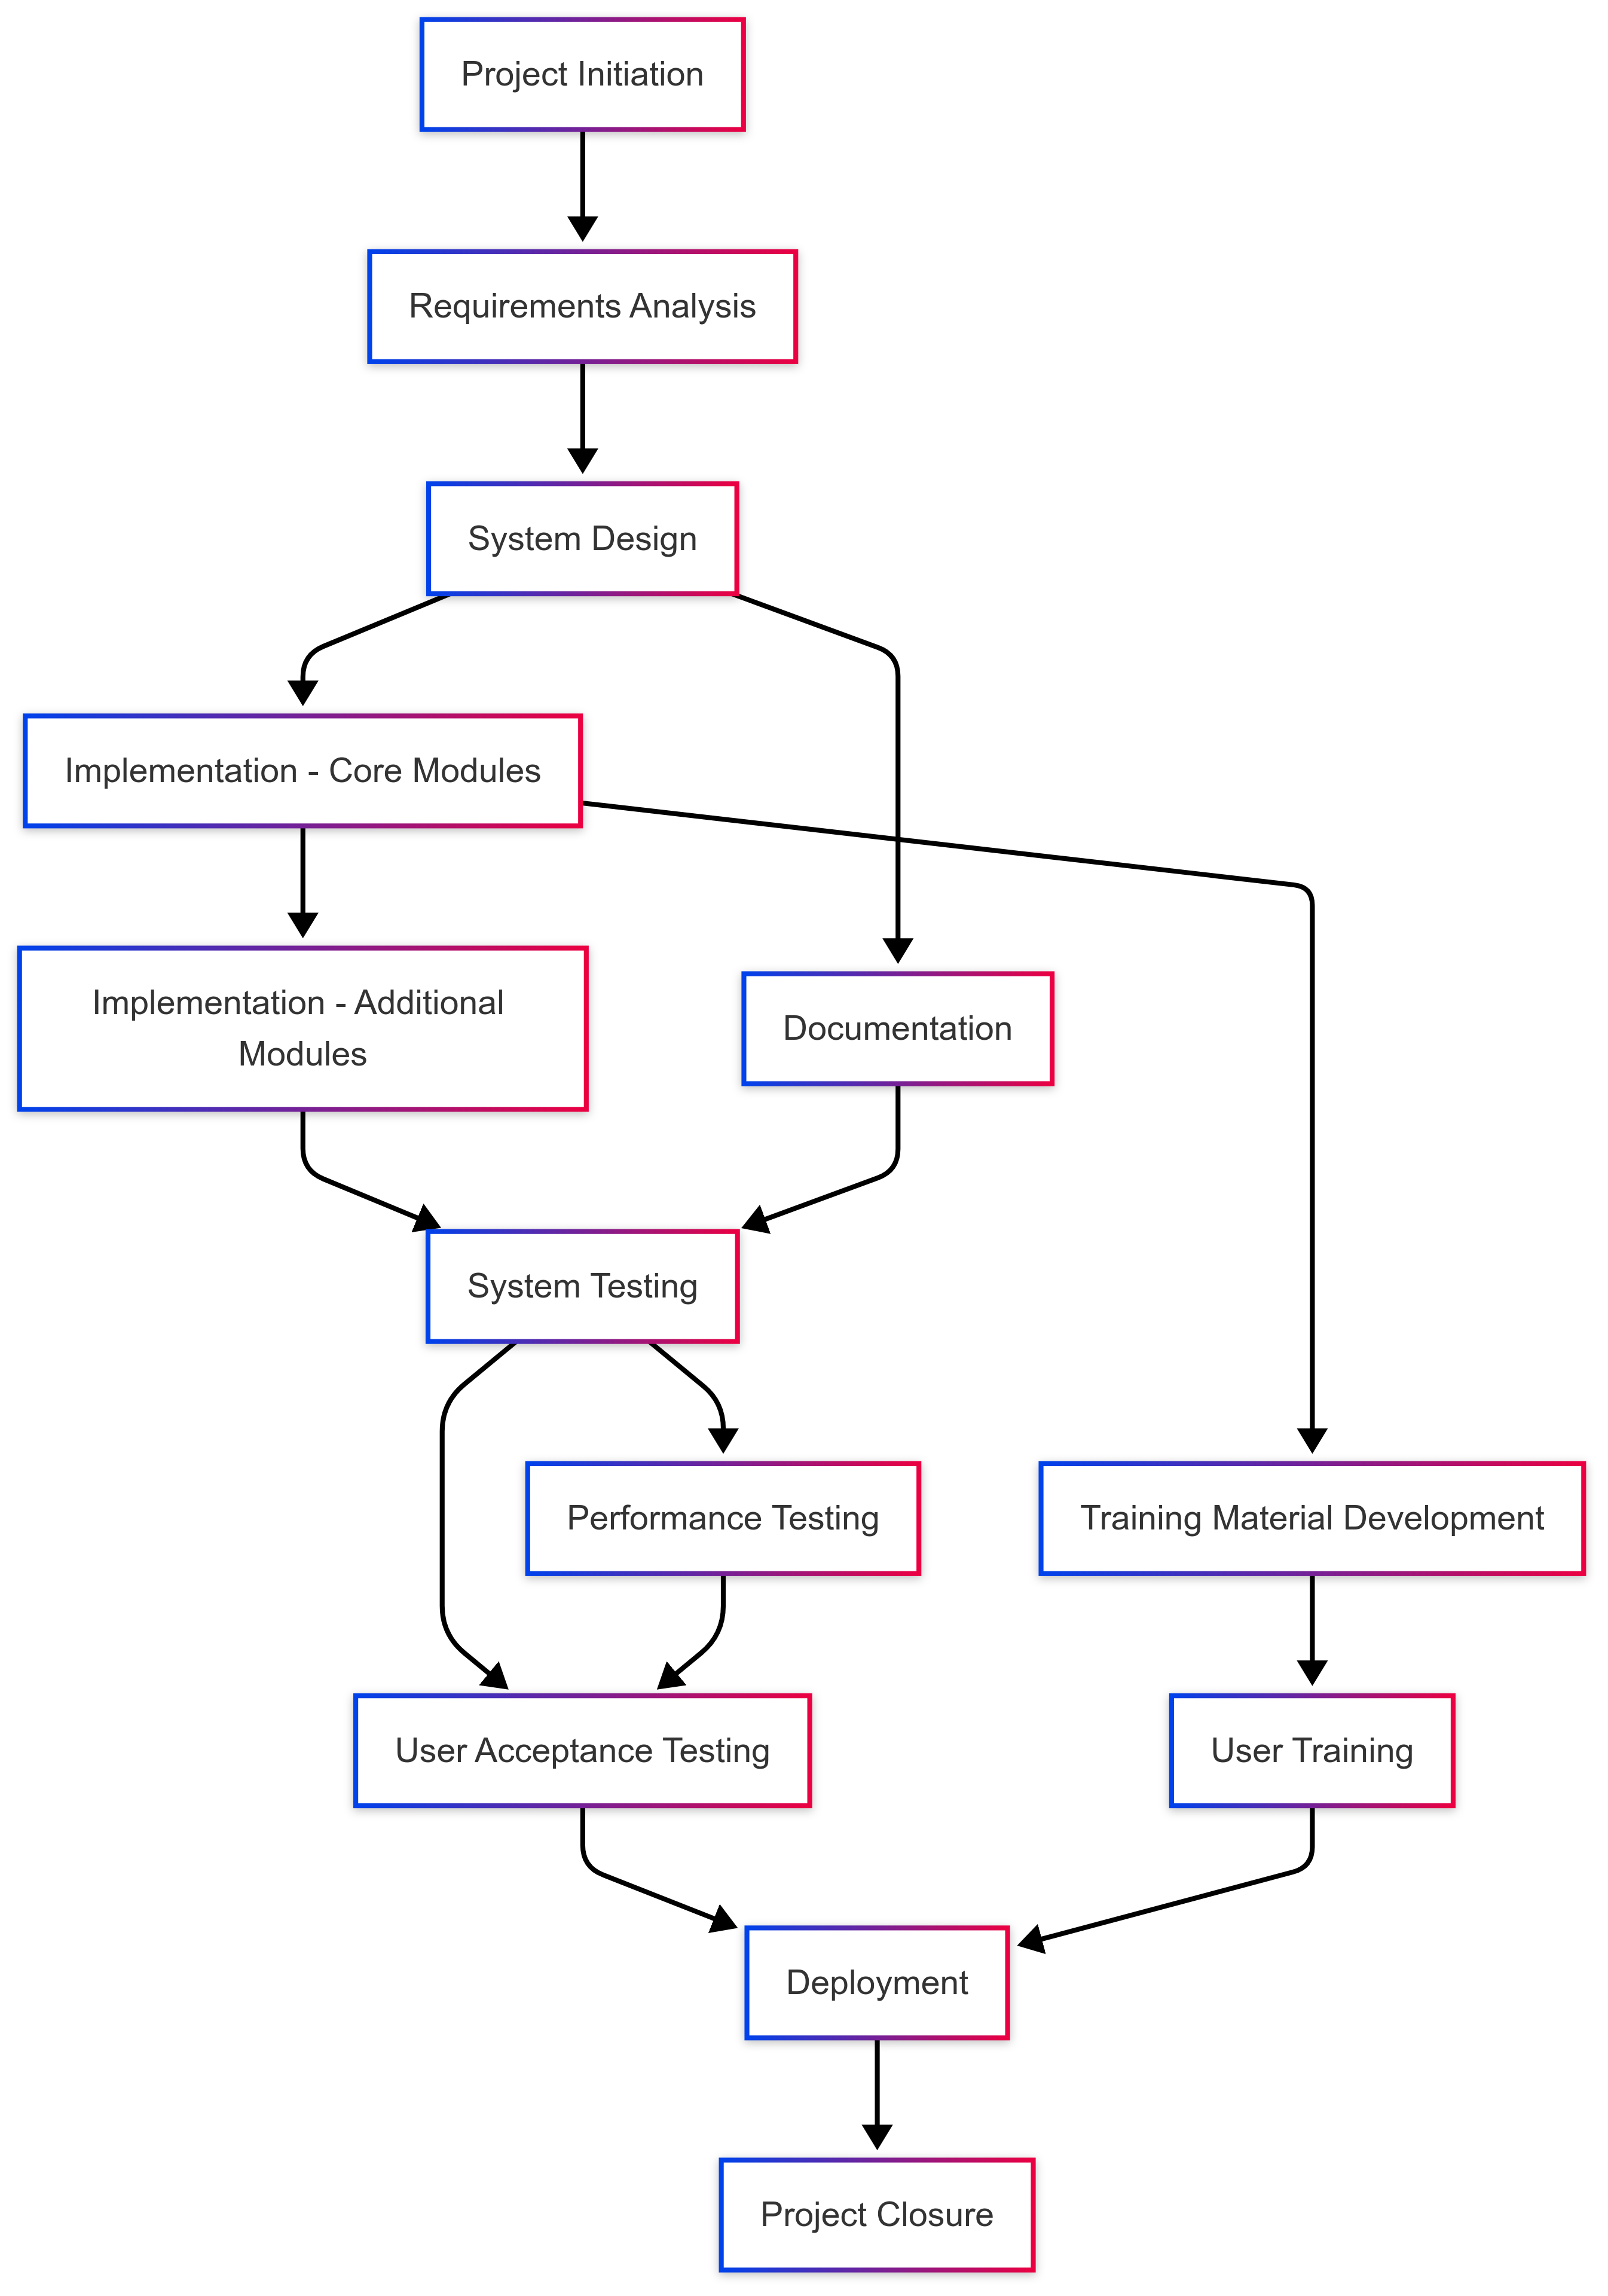 Project Initiation
Requirements Analysis
System Design
Implementation - Core Modules
Implementation - Additional
Modules
Documentation
System Testing
Performance Testing
Training Material Development
User Acceptance Testing
User Training
Deployment
Project Closure